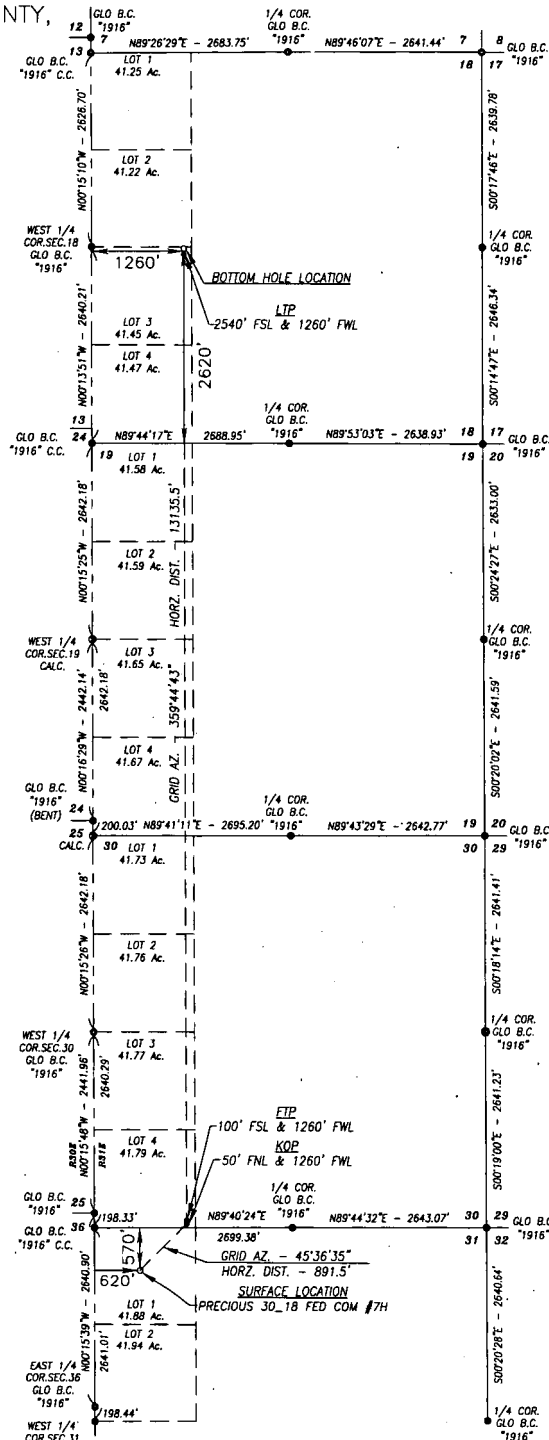 NTY,
GLO B.C.
"1916"
12
7
N89°26'29"E - 2683.75'
1/4 COR.
GLO B.C.
"1916"
N89°46'07"E - 2641.44'
7
8
13
GLO B.C.
"1916" C.C.
LOT 1
41.25 Ac.
18
17
GLO B.C.
"1916"
N00°15'10"W - 2626.70'
S00°17'46"E - 2639.78'
LOT 2
41.22 Ac.
WEST 1/4
COR.SEC.18
GLO B.C.
"1916"
1260'
BOTTOM HOLE LOCATION
1/4 COR.
GLO B.C.
"1916"
LTP
2540' FSL & 1260' FWL
N00°13'51"W - 2640.21'
LOT 3
41.45 Ac.
LOT 4
41.47 Ac.
2620'
S00°14'47"E - 2646.34'
13
24
GLO B.C.
"1916" C.C.
N89°44'17"E
2688.95'
1/4 COR.
GLO B.C.
"1916"
N89°53'03"E - 2638.93'
18
17
GLO B.C.
"1916"
19
LOT 1
41.58 Ac.
19
20
N00°15'25"W - 2642.18'
HORZ. DIST.
13135.5'
S00°24'27"E - 2633.00'
LOT 2
41.59 Ac.
WEST 1/4
COR.SEC.19
CALC.
LOT 3
41.65 Ac.
1/4 COR.
GLO B.C.
"1916"
N00°16'29"W - 2442.14'
2642.18'
GRID AZ.
359°44'43"
S00°20'02"E - 2641.59'
LOT 4
41.67 Ac.
GLO B.C.
"1916"
(BENT)
24
25
CALC.
200.03'
N89°41'11"E - 2695.20'
1/4 COR.
GLO B.C.
"1916"
N89°43'29"E - 2642.77'
19
20
GLO B.C.
"1916"
30
LOT 1
41.73 Ac.
30
29
N00°15'26"W - 2642.18'
S00°18'14"E - 2641.41'
LOT 2
41.76 Ac.
WEST 1/4
COR.SEC.30
GLO B.C.
"1916"
LOT 3
41.77 Ac.
1/4 COR.
GLO B.C.
"1916"
N00°15'48"W - 2441.96'
2640.29'
R30E
R31E
S00°19'00"E - 2641.23'
LOT 4
41.79 Ac.
FTP
100' FSL & 1260' FWL
KOP
50' FNL & 1260' FWL
GLO B.C.
"1916"
25
36
GLO B.C.
"1916" C.C.
198.33'
N89°40'24"E
2699.38'
1/4 COR.
GLO B.C.
"1916"
N89°44'32"E - 2643.07'
30
29
GLO B.C.
"1916"
31
32
570'
620'
GRID AZ. - 45°36'35"
HORZ. DIST. - 891.5'
SURFACE LOCATION
PRECIOUS 30_18 FED COM #7H
N00°15'39"W - 2640.90'
2641.01'
LOT 1
41.88 Ac.
LOT 2
41.94 Ac.
S00°20'28"E - 2640.64'
EAST 1/4
COR.SEC.36
GLO B.C.
"1916"
198.44'
WEST 1/4
COR.SEC.31
1/4 COR.
GLO B.C.
"1916"